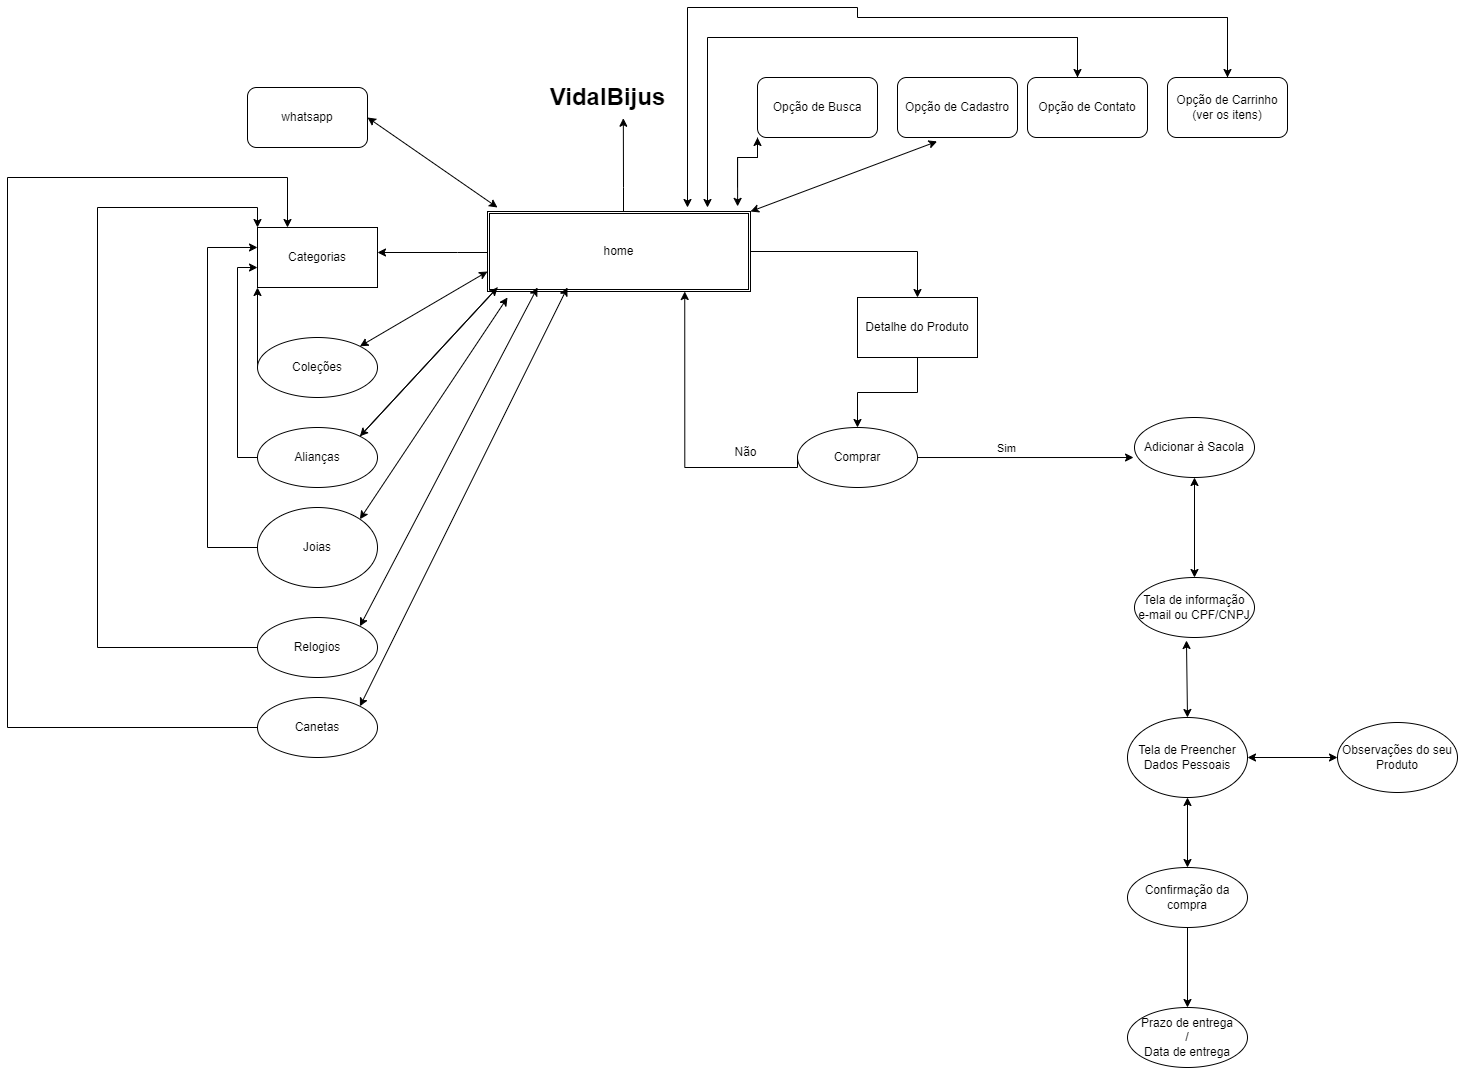 VidalBijus
whatsapp
Opção de Busca
Opção de Cadastro
Opção de Contato
Opção de Carrinho
(ver os itens)
Categorias
home
Detalhe do Produto
Coleções
Alianças
Joias
Relogios
Canetas
Não
Comprar
Sim
Adicionar à Sacola
Tela de informação
e-mail ou CPF/CNPJ
Tela de Preencher
Dados Pessoais
Observações do seu
Produto
Confirmação da
compra
Prazo de entrega
/
Data de entrega